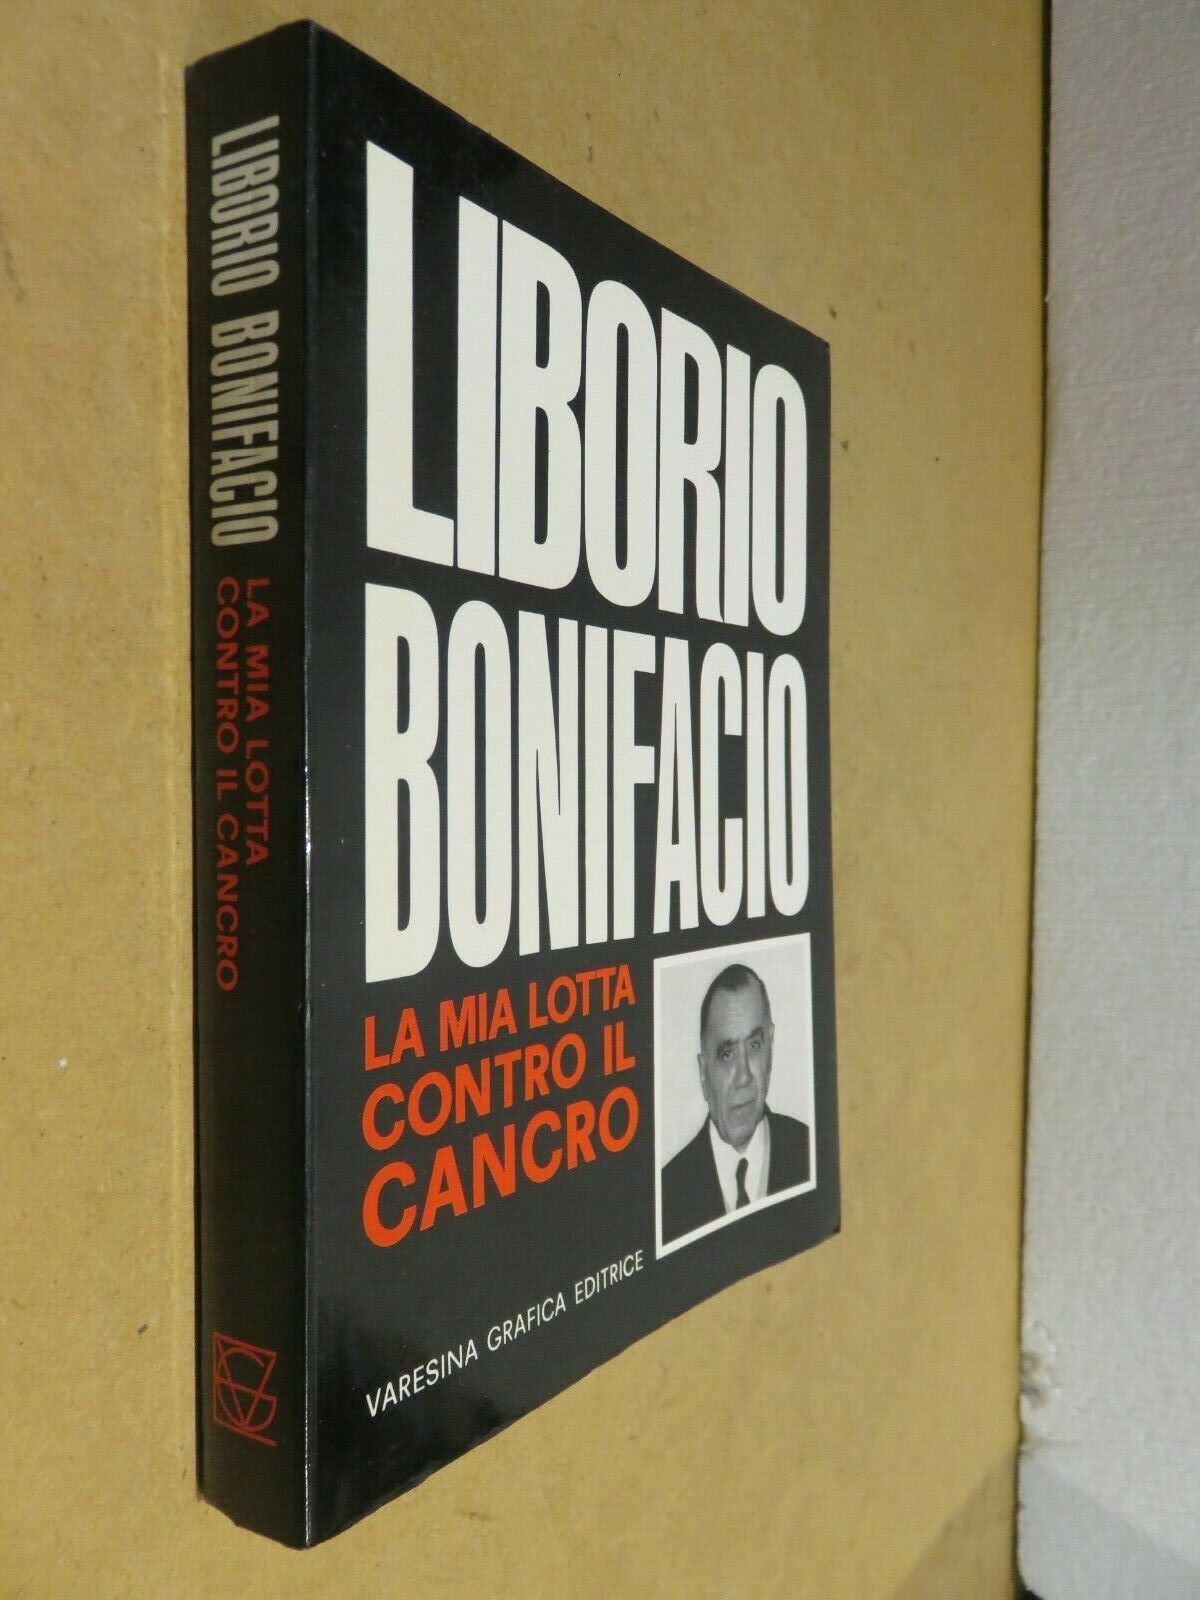 LIBORIO BONIFACIO
LA MIA LOTTA
CONTRO IL CANCRO
LIBORIO
BONIFACIO
LA MIA LOTTA
CONTRO IL
CANCRO
VARESINA GRAFICA EDITRICE